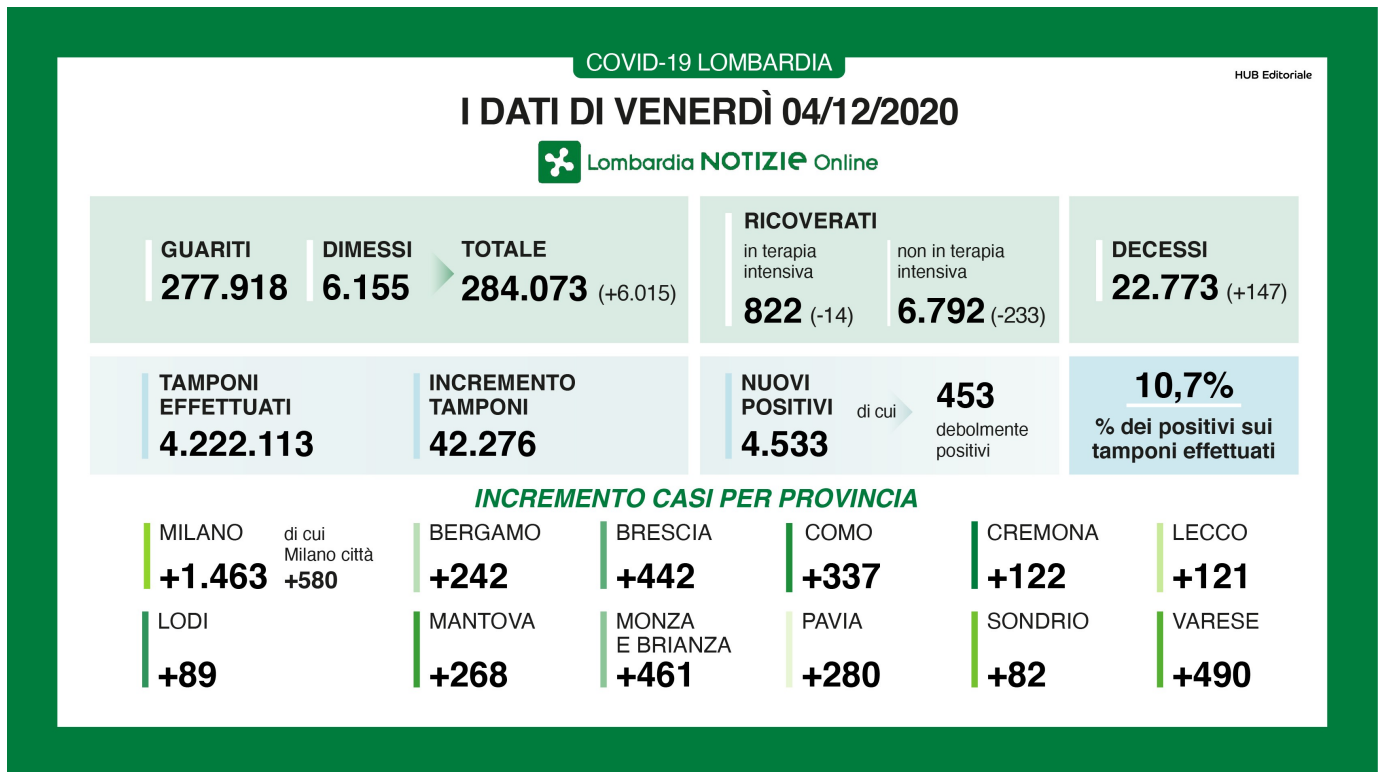 COVID-19 LOMBARDIA
HUB Editoriale
I DATI DI VENERDÌ 04/12/2020
Lombardia NOTIZIE Online
GUARITI
277.918
DIMESSI
6.155
TOTALE
284.073 (+6.015)
RICOVERATI
in terapia
intensiva
822 (-14)
non in terapia
intensiva
6.792 (-233)
DECESSI
22.773 (+147)
TAMPONI
EFFETTUATI
4.222.113
INCREMENTO
TAMPONI
42.276
NUOVI
POSITIVI
4.533
di cui
453
debolmente
positivi
10,7%
% dei positivi sui
tamponi effettuati
INCREMENTO CASI PER PROVINCIA
MILANO
+1.463
di cui
Milano città
+580
BERGAMO
+242
BRESCIA
+442
COMO
+337
CREMONA
+122
LECCO
+121
LODI
+89
MANTOVA
+268
MONZA
E BRIANZA
+461
PAVIA
+280
SONDRIO
+82
VARESE
+490